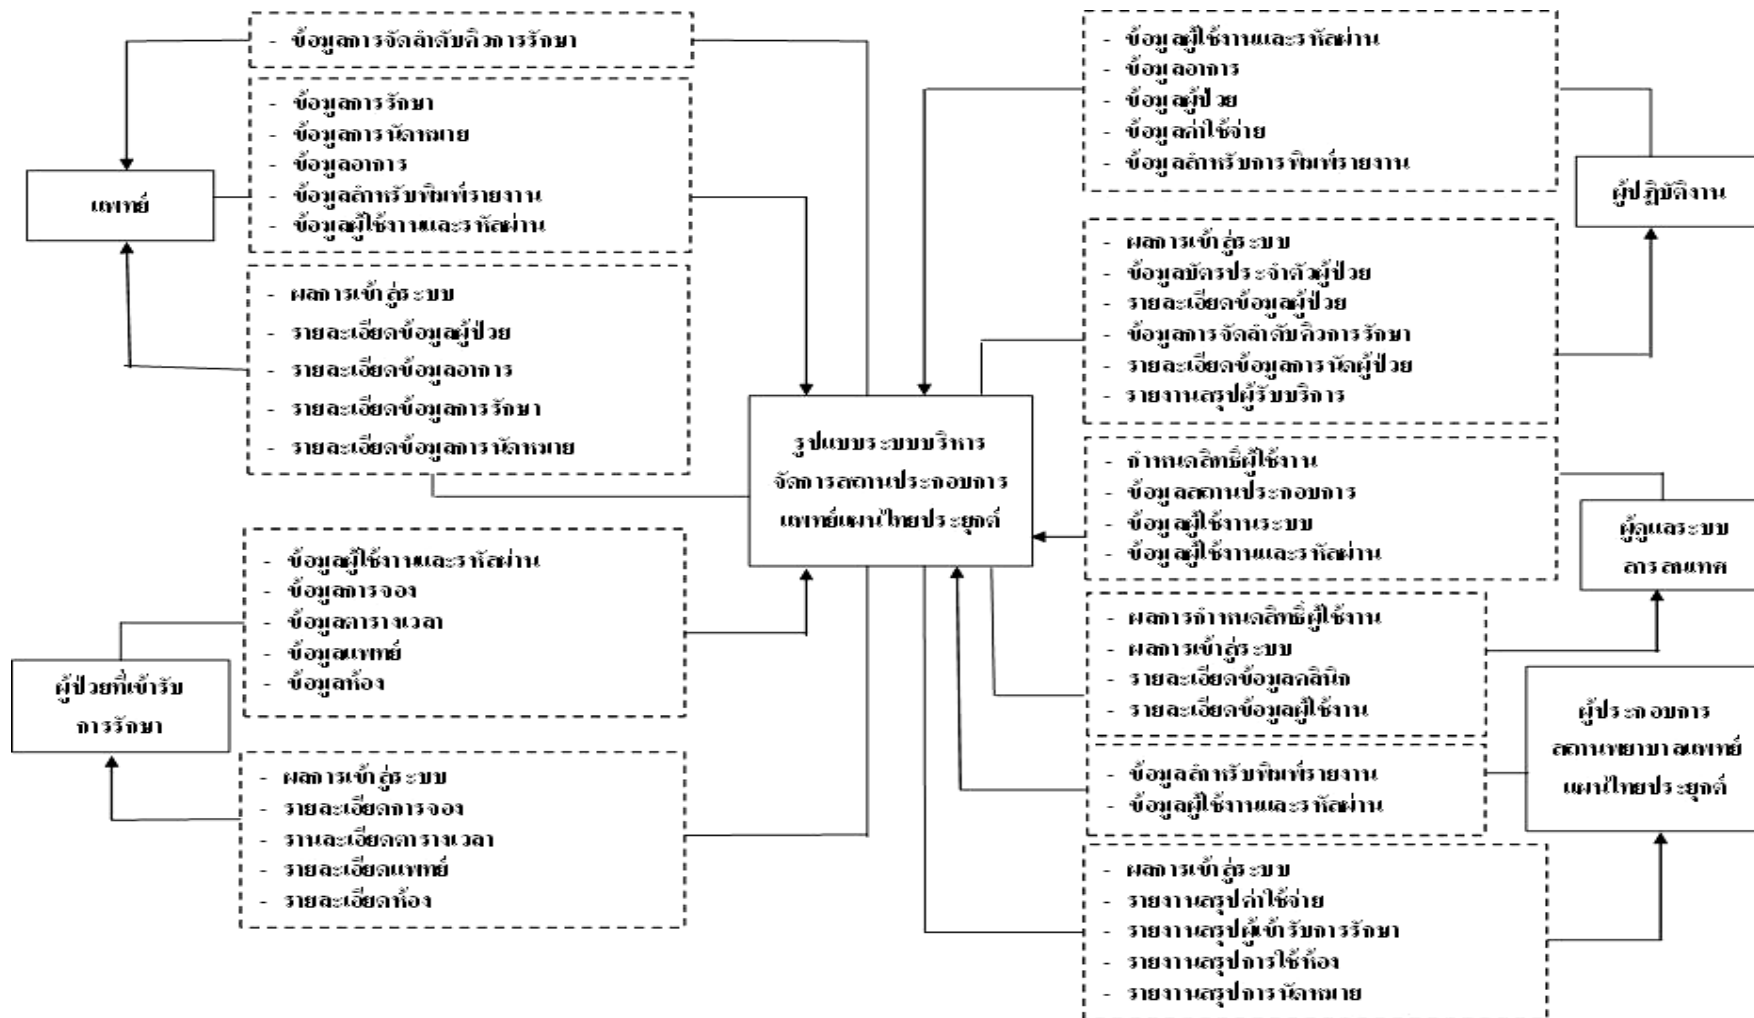 - ข้อมูลการจัดลำดับคิวการรักษา
- ข้อมูลการรักษา
- ข้อมูลการนัดหมาย
- ข้อมูลอาการ
- ข้อมูลสำหรับพิมพ์รายงาน
- ข้อมูลผู้ใช้งานและรหัสผ่าน
แพทย์
- ผลการเข้าสู่ระบบ
- รายละเอียดข้อมูลผู้ป่วย
- รายละเอียดข้อมูลอาการ
- รายละเอียดข้อมูลการรักษา
- รายละเอียดข้อมูลการนัดหมาย
- ข้อมูลผู้ใช้งานและรหัสผ่าน
- ข้อมูลการจอง
- ข้อมูลตารางเวลา
- ข้อมูลแพทย์
- ข้อมูลห้อง
ผู้ป่วยที่เข้ารับ
การรักษา
- ผลการเข้าสู่ระบบ
- รายละเอียดการจอง
- รานละเอียดตารางเวลา
- รายละเอียดแพทย์
- รายละเอียดห้อง
รูปแบบระบบบริหาร
จัดการสถานประกอบการ
แพทย์แผนไทยประยุกต์
- ข้อมูลผู้ใช้งานและรหัสผ่าน
- ข้อมูลอาการ
- ข้อมูลผู้ป่วย
- ข้อมูลค่าใช้จ่าย
- ข้อมูลสำหรับการพิมพ์รายงาน
ผู้ปฏิบัติงาน
- ผลการเข้าสู่ระบบ
- ข้อมูลบัตรประจำตัวผู้ป่วย
- รายละเอียดข้อมูลผู้ป่วย
- ข้อมูลการจัดลำดับคิวการรักษา
- รายละเอียดข้อมูลการนัดผู้ป่วย
- รายงานสรุปผู้รับบริการ
- กำหนดสิทธิ์ผู้ใช้งาน
- ข้อมูลสถานประกอบการ
- ข้อมูลผู้ใช้งานระบบ
- ข้อมูลผู้ใช้งานและรหัสผ่าน
ผู้ดูแลระบบ
สารสนเทศ
- ผลการกำหนดสิทธิ์ผู้ใช้งาน
- ผลการเข้าสู่ระบบ
- รายละเอียดข้อมูลคลินิก
- รายละเอียดข้อมูลผู้ใช้งาน
ผู้ประกอบการ
สถานพยาบาลแพทย์
แผนไทยประยุกต์
- ข้อมูลสำหรับพิมพ์รายงาน
- ข้อมูลผู้ใช้งานและรหัสผ่าน
- ผลการเข้าสู่ระบบ
- รายงานสรุปค่าใช้จ่าย
- รายงานสรุปผู้เข้ารับการรักษา
- รายงานสรุปการใช้ห้อง
- รายงานสรุปการนัดหมาย